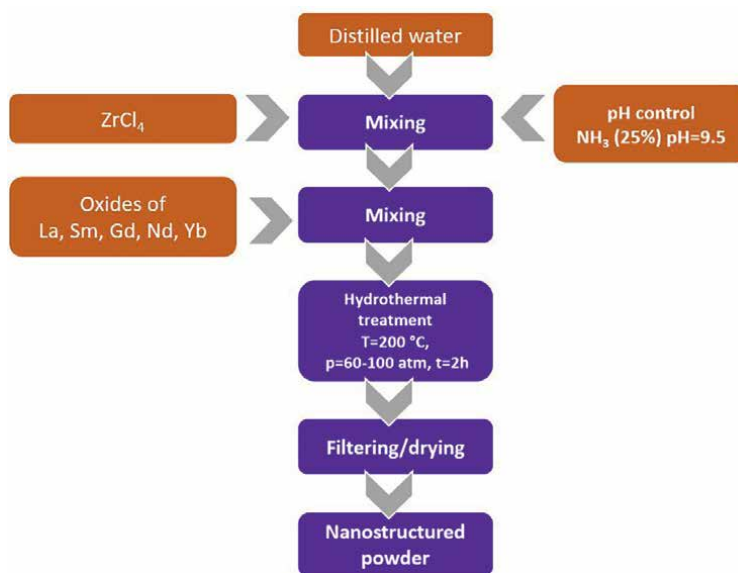 Distilled water
ZrCl₄
Mixing
pH control
NH₃ (25%) pH=9.5
Oxides of
La, Sm, Gd, Nd, Yb
Mixing
Hydrothermal
treatment
T=200 °C,
p=60-100 atm, t=2h
Filtering/drying
Nanostructured
powder